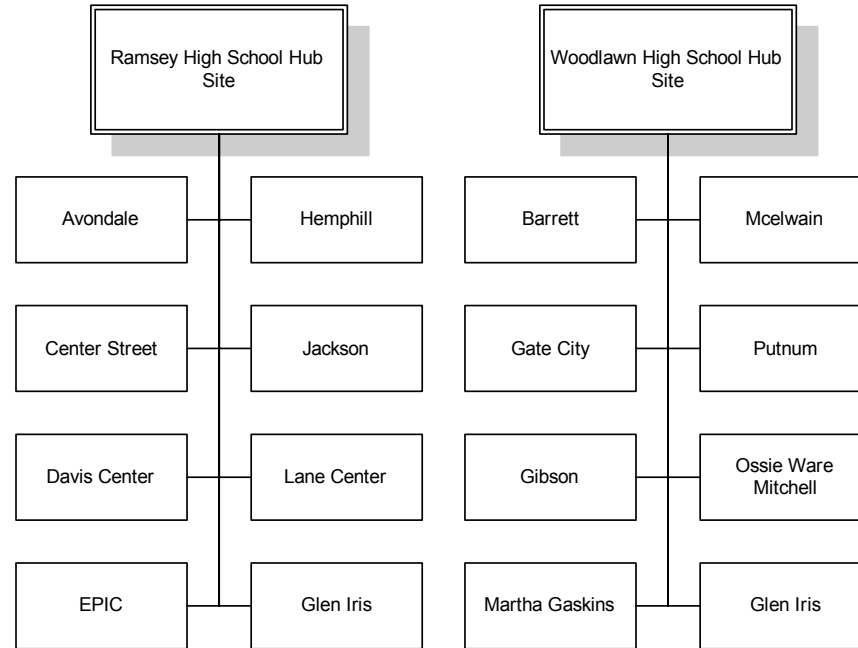 Ramsey High School Hub
Site
Woodlawn High School Hub
Site
Avondale
Hemphill
Barrett
Mcelwain
Center Street
Jackson
Gate City
Putnum
Davis Center
Lane Center
Gibson
Ossie Ware
Mitchell
EPIC
Glen Iris
Martha Gaskins
Glen Iris